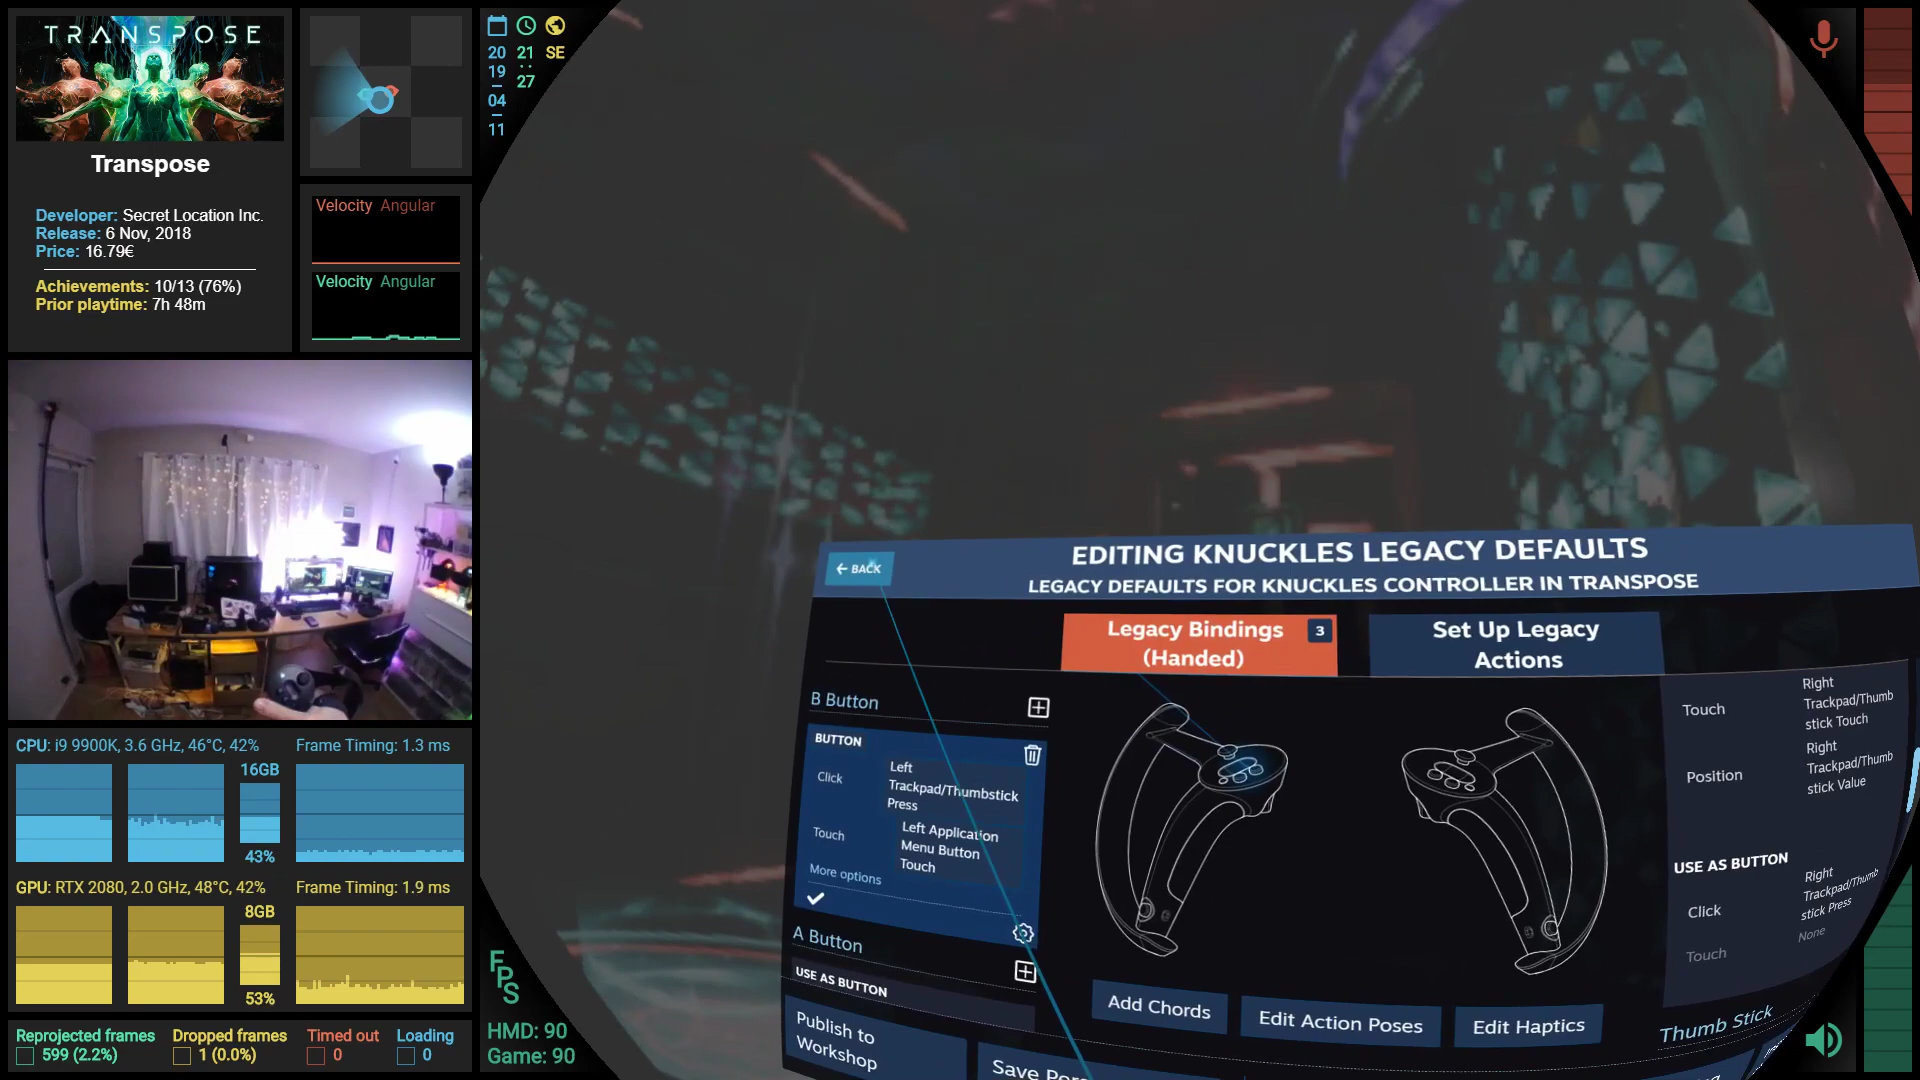 TRANSPOSE
Transpose
Developer: Secret Location Inc.
Release: 6 Nov, 2018
Price: 16.79€
Achievements: 10/13 (76%)
Prior playtime: 7h 48m
Velocity Angular
Velocity Angular
20
19
–
04
–
11
21
··
27
SE
CPU: i9 9900K, 3.6 GHz, 46°C, 42%
Frame Timing: 1.3 ms
16GB
43%
GPU: RTX 2080, 2.0 GHz, 48°C, 42%
Frame Timing: 1.9 ms
8GB
53%
Reprojected frames
599 (2.2%)
Dropped frames
1 (0.0%)
Timed out
0
Loading
0
FPS
HMD: 90
Game: 90
← BACK
EDITING KNUCKLES LEGACY DEFAULTS
LEGACY DEFAULTS FOR KNUCKLES CONTROLLER IN TRANSPOSE
Legacy Bindings
(Handed)
3
Set Up Legacy
Actions
B Button
BUTTON
Click
Left
Trackpad/Thumbstick
Press
Touch
Left Application
Menu Button
Touch
More options
A Button
USE AS BUTTON
Publish to
Workshop
Save Per
Add Chords
Edit Action Poses
Edit Haptics
Touch
Right
Trackpad/Thumb
stick Touch
Position
Right
Trackpad/Thumb
stick Value
USE AS BUTTON
Click
Right
Trackpad/Thumb
stick Press
Touch
None
Thumb Stick